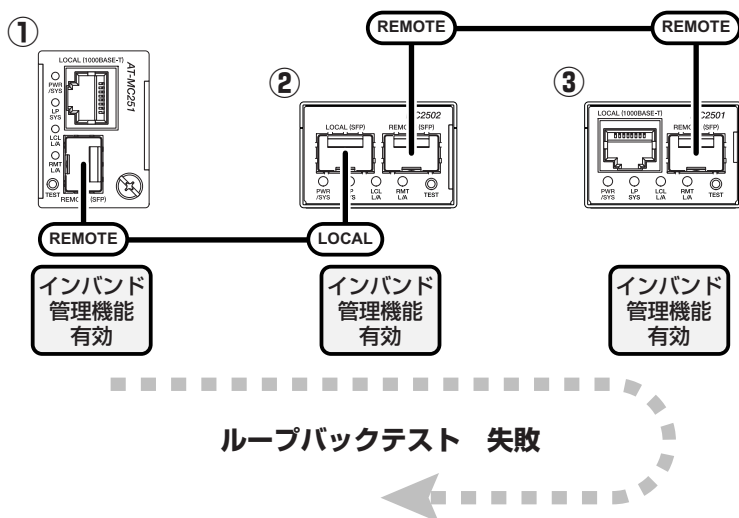 ①
LOCAL (1000BASE-T)
AT-MC251
PWR
/SYS
LP
SYS
LCL
L/A
RMT
L/A
TEST
REMOTE (SFP)
REMOTE
インバンド
管理機能
有効
REMOTE
②
C2502
LOCAL (SFP)
REMOTE (SFP)
PWR
/SYS
LCL
L/A
RMT
L/A
TEST
LOCAL
インバンド
管理機能
有効
REMOTE
③
LOCAL (1000BASE-T)
C2501
(SFP)
PWR
/SYS
LP
SYS
LCL
L/A
RMT
L/A
TEST
インバンド
管理機能
有効
ループバックテスト 失敗